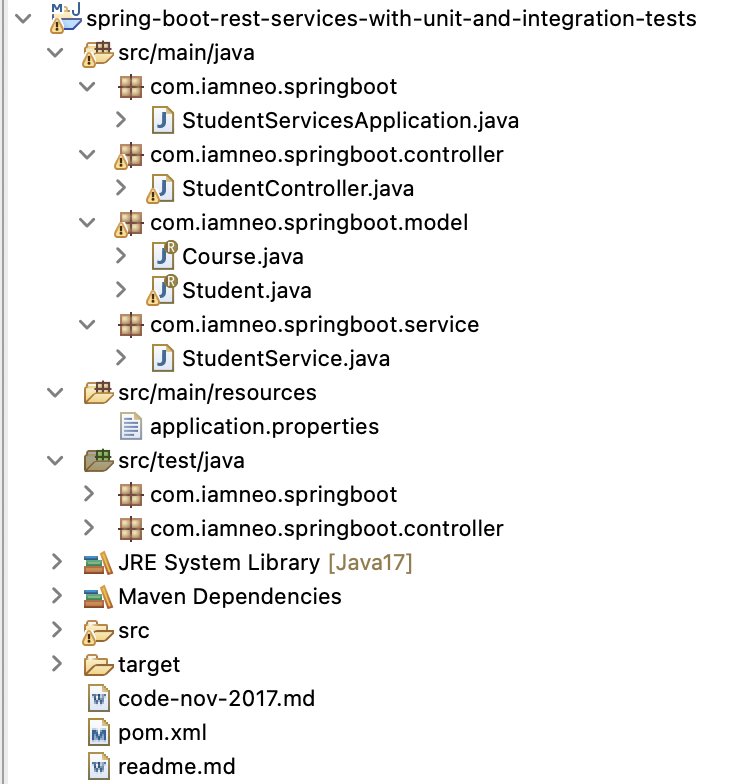 spring-boot-rest-services-with-unit-and-integration-tests
src/main/java
com.iamneo.springboot
StudentServicesApplication.java
com.iamneo.springboot.controller
StudentController.java
com.iamneo.springboot.model
Course.java
Student.java
com.iamneo.springboot.service
StudentService.java
src/main/resources
application.properties
src/test/java
com.iamneo.springboot
com.iamneo.springboot.controller
JRE System Library [Java17]
Maven Dependencies
src
target
code-nov-2017.md
pom.xml
readme.md